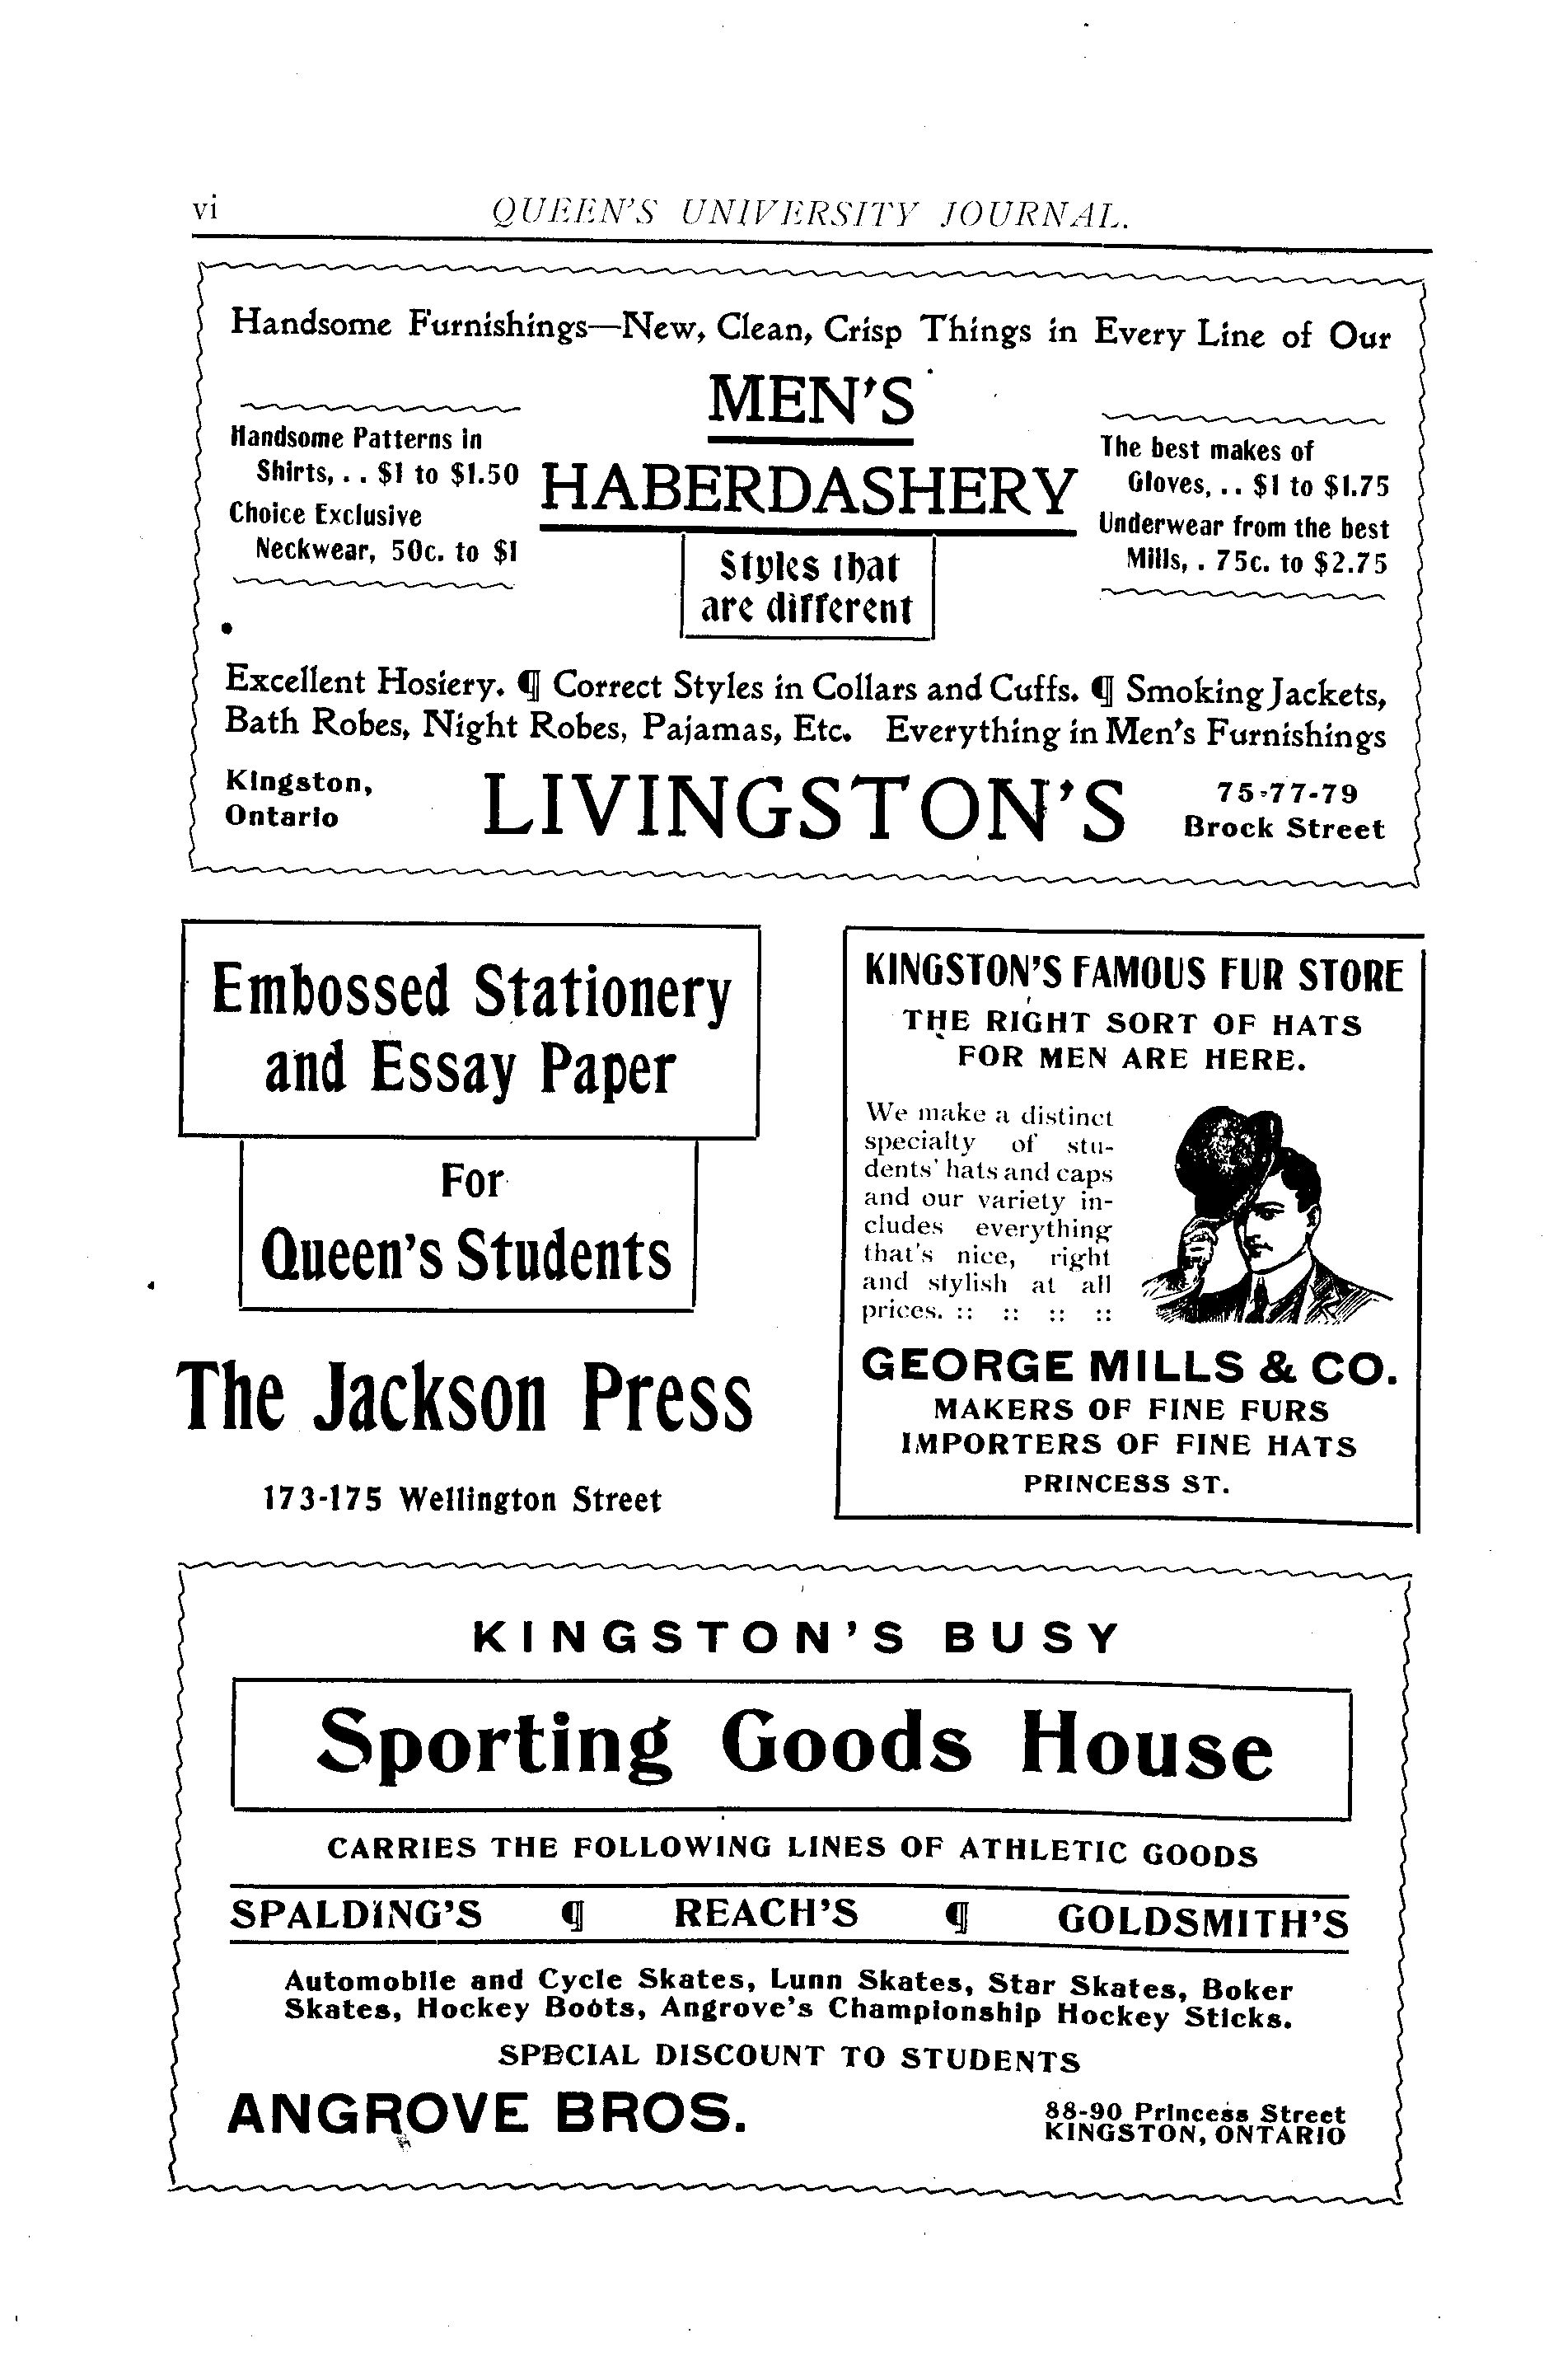 vi QUEEN'S UNIVERSITY JOURNAL.
Handsome Furnishings—New, Clean, Crisp Things in Every Line of Our
MEN'S
HABERDASHERY
Styles that
are different
Handsome Patterns in
Shirts, . . $1 to $1.50
Choice Exclusive
Neckwear, 50c. to $1
The best makes of
Gloves, . . $1 to $1.75
Underwear from the best
Mills, . 75c. to $2.75
Excellent Hosiery. ¶ Correct Styles in Collars and Cuffs. ¶ Smoking Jackets,
Bath Robes, Night Robes, Pajamas, Etc. Everything in Men's Furnishings
Kingston,
Ontario
LIVINGSTON'S
75-77-79
Brock Street
Embossed Stationery
and Essay Paper
For
Queen's Students
The Jackson Press
173-175 Wellington Street
KINGSTON'S FAMOUS FUR STORE
THE RIGHT SORT OF HATS
FOR MEN ARE HERE.
We make a distinct
specialty of stu-
dents' hats and caps
and our variety in-
cludes everything
that's nice, right
and stylish at all
prices. :: :: :: ::
GEORGE MILLS & CO.
MAKERS OF FINE FURS
IMPORTERS OF FINE HATS
PRINCESS ST.
KINGSTON'S BUSY
Sporting Goods House
CARRIES THE FOLLOWING LINES OF ATHLETIC GOODS
SPALDING'S ¶ REACH'S ¶ GOLDSMITH'S
Automobile and Cycle Skates, Lunn Skates, Star Skates, Boker
Skates, Hockey Boots, Angrove's Championship Hockey Sticks.
SPECIAL DISCOUNT TO STUDENTS
ANGROVE BROS.
88-90 Princess Street
KINGSTON, ONTARIO